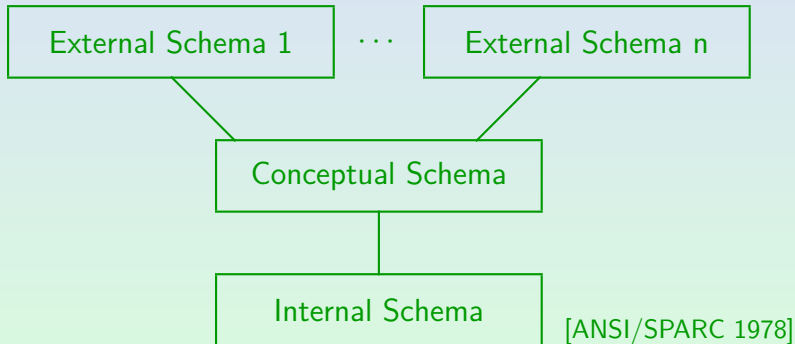 External Schema 1 · · · External Schema n
Conceptual Schema
Internal Schema
[ANSI/SPARC 1978]